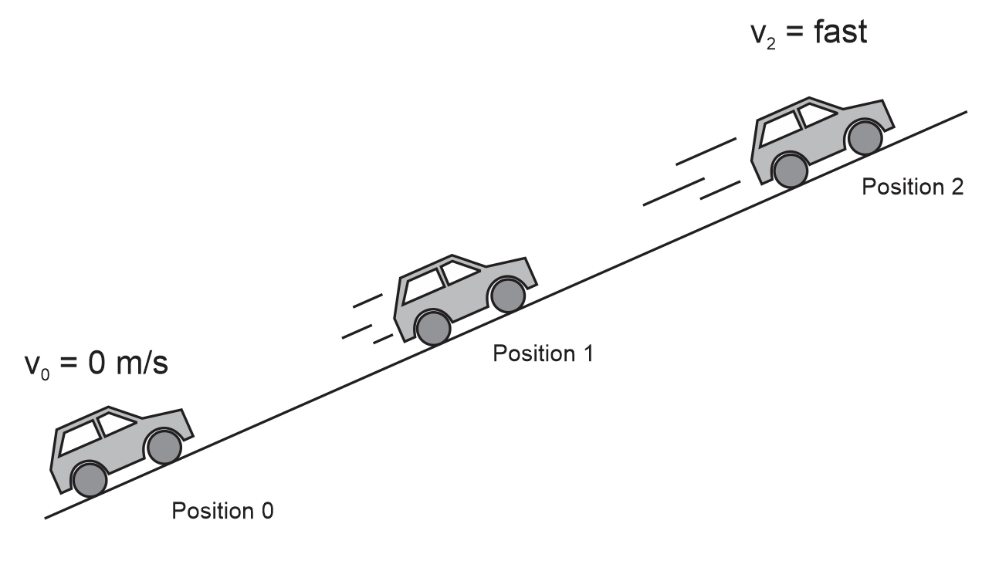 v₂ = fast
Position 2
Position 1
v₀ = 0 m/s
Position 0